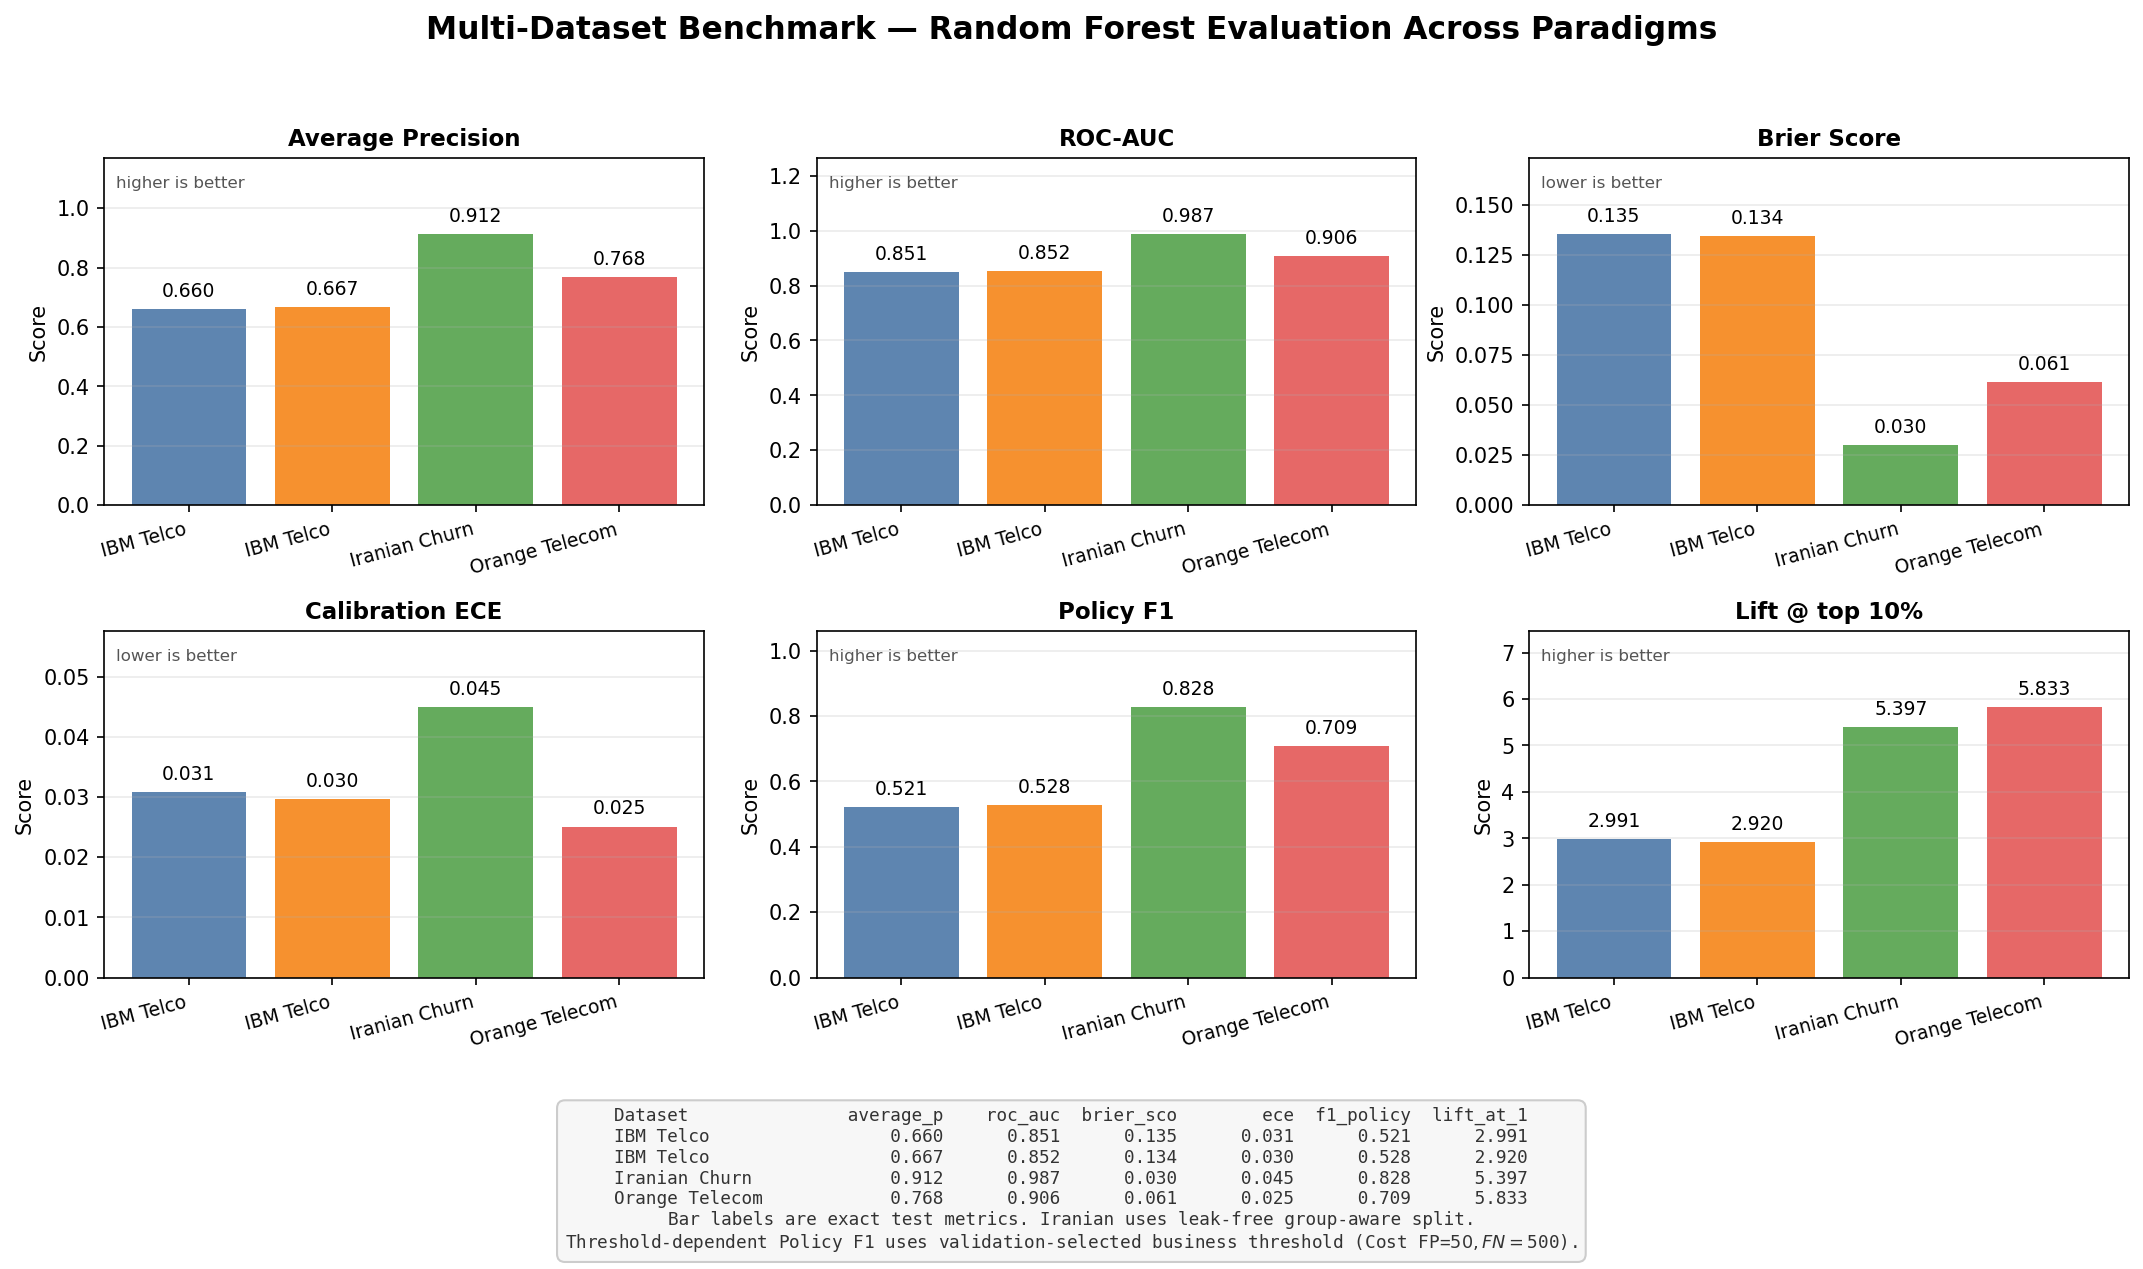 Multi-Dataset Benchmark — Random Forest Evaluation Across Paradigms
Average Precision
higher is better
Score
1.0
0.8
0.6
0.4
0.2
0.0
0.660
0.667
0.912
0.768
IBM Telco
IBM Telco
Iranian Churn
Orange Telecom
ROC-AUC
higher is better
Score
1.2
1.0
0.8
0.6
0.4
0.2
0.0
0.851
0.852
0.987
0.906
IBM Telco
IBM Telco
Iranian Churn
Orange Telecom
Brier Score
lower is better
Score
0.150
0.125
0.100
0.075
0.050
0.025
0.000
0.135
0.134
0.030
0.061
IBM Telco
IBM Telco
Iranian Churn
Orange Telecom
Calibration ECE
lower is better
Score
0.05
0.04
0.03
0.02
0.01
0.00
0.031
0.030
0.045
0.025
IBM Telco
IBM Telco
Iranian Churn
Orange Telecom
Policy F1
higher is better
Score
1.0
0.8
0.6
0.4
0.2
0.0
0.521
0.528
0.828
0.709
IBM Telco
IBM Telco
Iranian Churn
Orange Telecom
Lift @ top 10%
higher is better
Score
7
6
5
4
3
2
1
0
2.991
2.920
5.397
5.833
IBM Telco
IBM Telco
Iranian Churn
Orange Telecom
Dataset average_p roc_auc brier_sco ece f1_policy lift_at_1
IBM Telco 0.660 0.851 0.135 0.031 0.521 2.991
IBM Telco 0.667 0.852 0.134 0.030 0.528 2.920
Iranian Churn 0.912 0.987 0.030 0.045 0.828 5.397
Orange Telecom 0.768 0.906 0.061 0.025 0.709 5.833
Bar labels are exact test metrics. Iranian uses leak-free group-aware split.
Threshold-dependent Policy F1 uses validation-selected business threshold (Cost FP=50,FN=500).